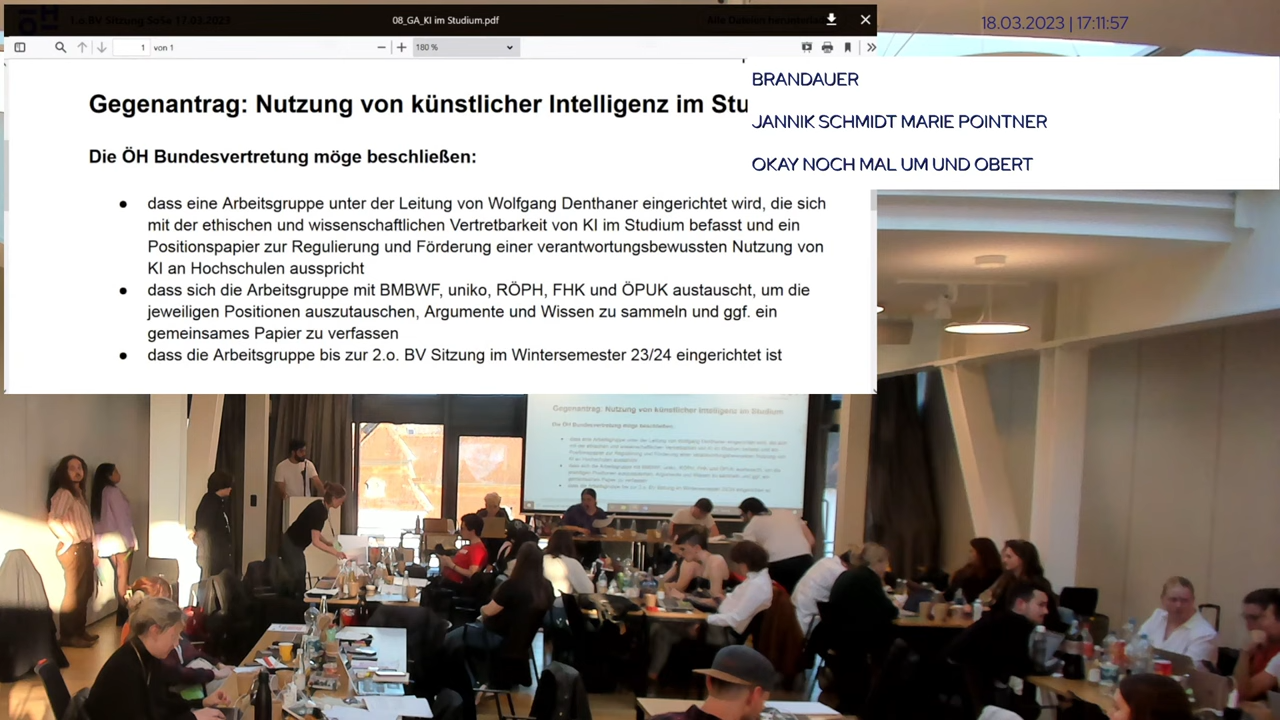 1.o BV Sitzung SoSe 17.03.2023
08_GA_KI im Studium.pdf
18.03.2023 | 17:11:57
1 von 1
180 %
BRANDAUER
JANNIK SCHMIDT MARIE POINTNER
OKAY NOCH MAL UM UND OBERT
Gegenantrag: Nutzung von künstlicher Intelligenz im Stu
Die ÖH Bundesvertretung möge beschließen:
● dass eine Arbeitsgruppe unter der Leitung von Wolfgang Denthaner eingerichtet wird, die sich
mit der ethischen und wissenschaftlichen Vertretbarkeit von KI im Studium befasst und ein
Positionspapier zur Regulierung und Förderung einer verantwortungsbewussten Nutzung von
KI an Hochschulen ausspricht
● dass sich die Arbeitsgruppe mit BMBWF, uniko, RÖPH, FHK und ÖPUK austauscht, um die
jeweiligen Positionen auszutauschen, Argumente und Wissen zu sammeln und ggf. ein
gemeinsames Papier zu verfassen
● dass die Arbeitsgruppe bis zur 2.o. BV Sitzung im Wintersemester 23/24 eingerichtet ist
Gegenantrag: Nutzung von künstlicher Intelligenz im Studium
Die ÖH Bundesvertretung möge beschließen: